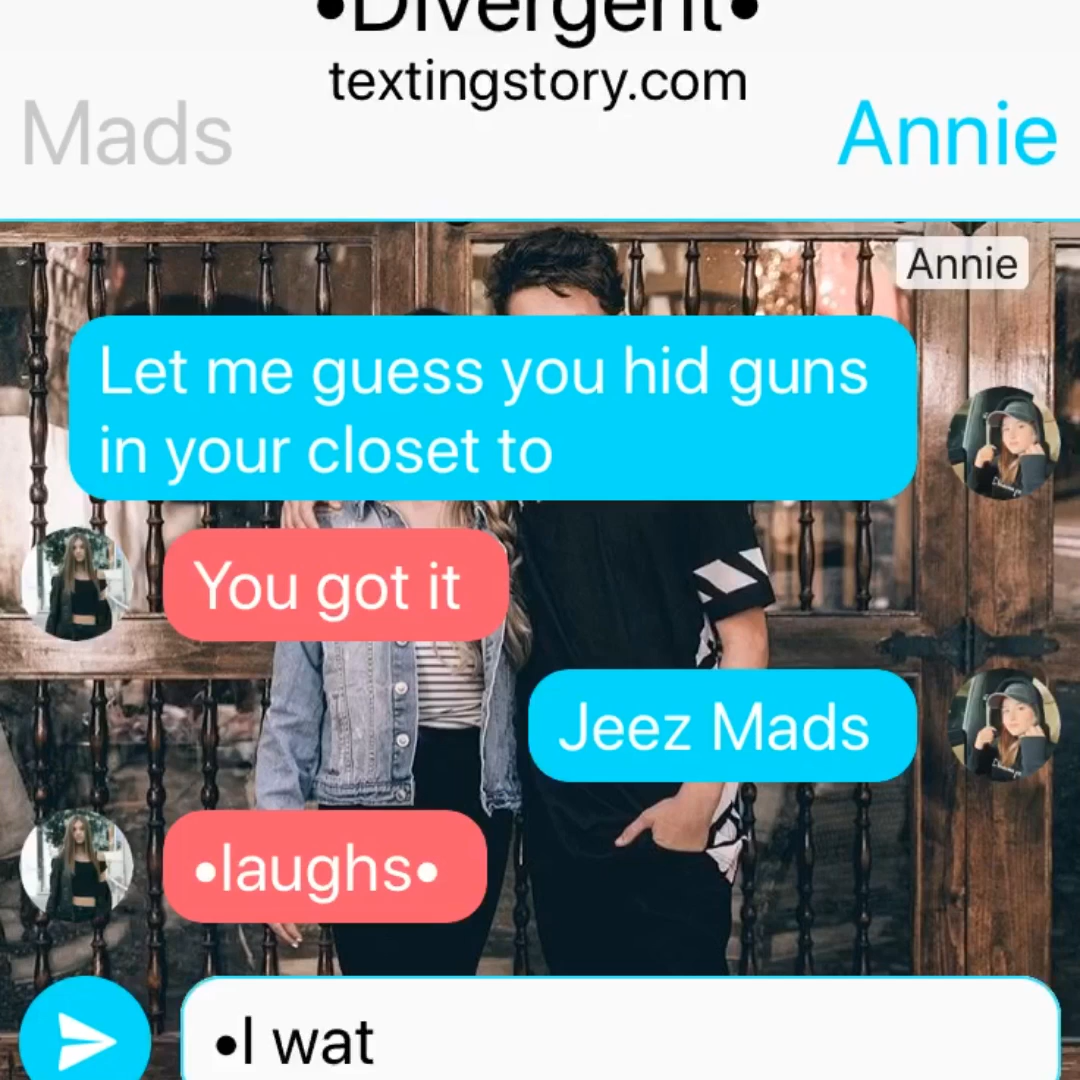 •Divergent•
textingstory.com
Mads
Annie
Annie
Let me guess you hid guns
in your closet to
You got it
Jeez Mads
•laughs•
•I wat